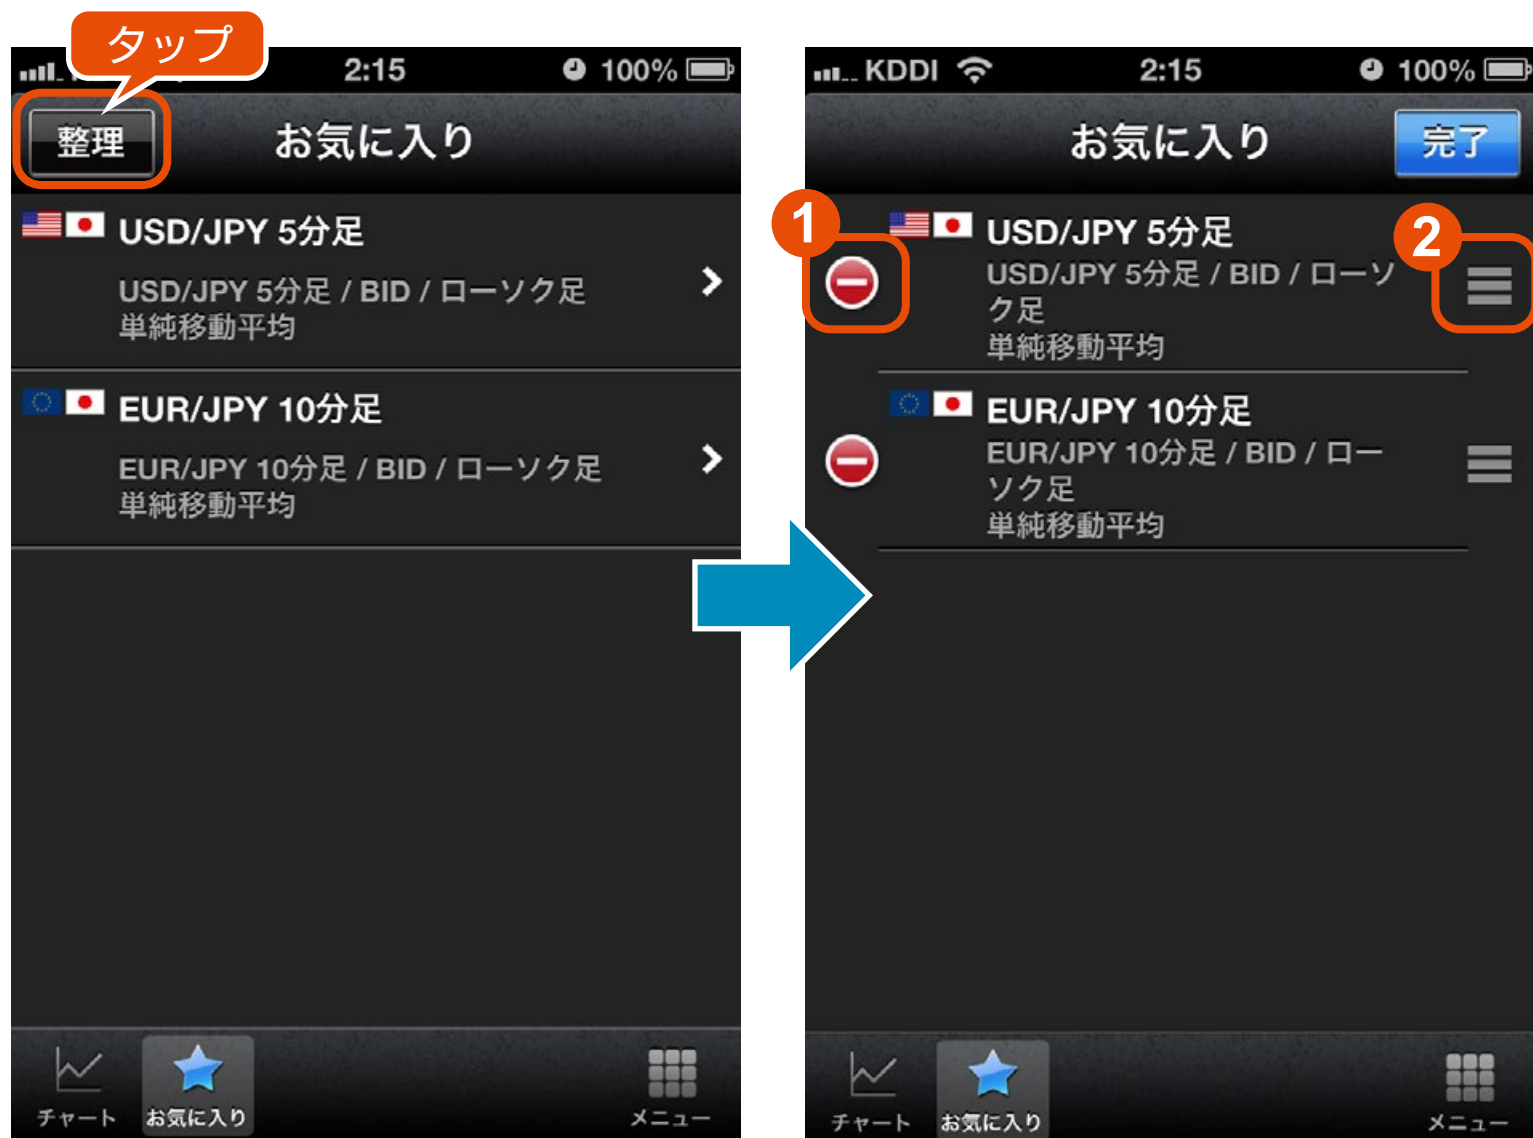 タップ
2:15
100%
整理
お気に入り
USD/JPY 5分足
USD/JPY 5分足 / BID / ローソク足
単純移動平均
EUR/JPY 10分足
EUR/JPY 10分足 / BID / ローソク足
単純移動平均
チャート
お気に入り
メニュー
KDDI
2:15
100%
お気に入り
完了
1
2
USD/JPY 5分足
USD/JPY 5分足 / BID / ローソ
ク足
単純移動平均
EUR/JPY 10分足
EUR/JPY 10分足 / BID / ロー
ソク足
単純移動平均
チャート
お気に入り
メニュー